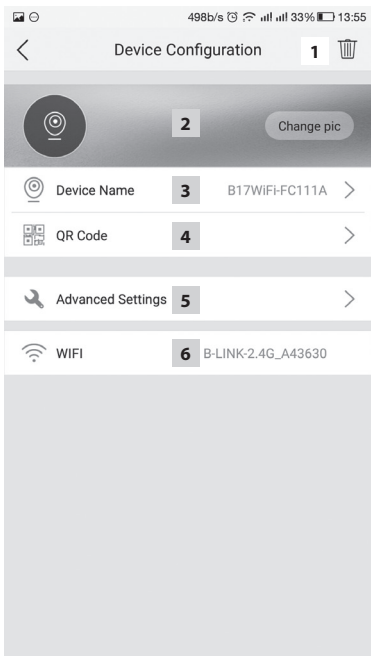 498b/s 33% 13:55
Device Configuration 1
2 Change pic
Device Name 3 B17WiFi-FC111A
QR Code 4
Advanced Settings 5
WIFI 6 B-LINK-2.4G_A43630